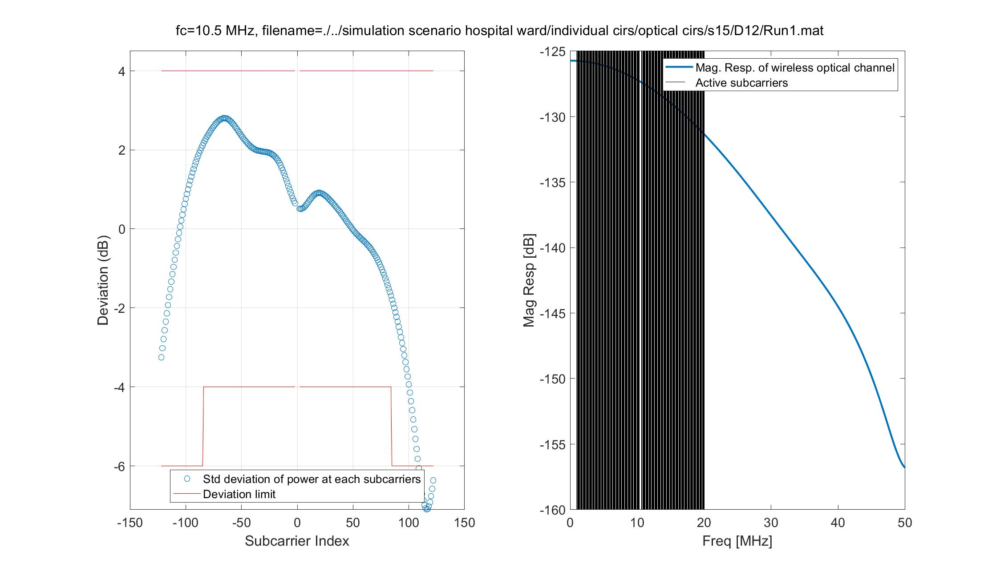 fc=10.5 MHz, filename=./../simulation scenario hospital ward/individual cirs/optical cirs/s15/D12/Run1.mat
4
2
0
-2
-4
-6
Deviation (dB)
Std deviation of power at each subcarriers
Deviation limit
-150 -100 -50 0 50 100 150
Subcarrier Index
-125
-130
-135
-140
-145
-150
-155
-160
Mag Resp [dB]
Mag. Resp. of wireless optical channel
Active subcarriers
0 10 20 30 40 50
Freq [MHz]